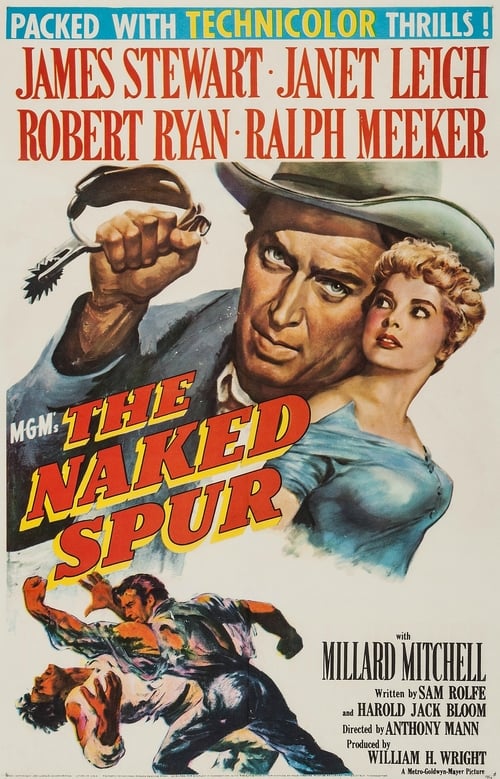 PACKED WITH TECHNICOLOR THRILLS!
JAMES STEWART · JANET LEIGH
ROBERT RYAN · RALPH MEEKER
M-G-M's THE
NAKED
SPUR
with
MILLARD MITCHELL
Written by SAM ROLFE
and HAROLD JACK BLOOM
Directed by ANTHONY MANN
Produced by
WILLIAM H. WRIGHT
A Metro-Goldwyn-Mayer Picture